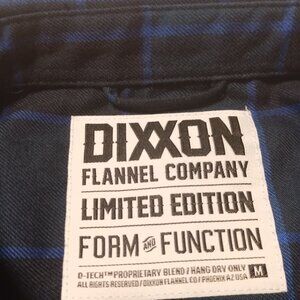 DIXXON
FLANNEL COMPANY
LIMITED EDITION
FORM AND FUNCTION
D-TECH™ PROPRIETARY BLEND / HANG DRY ONLY
ALL RIGHTS RESERVED / DIXXON FLANNEL CO / PHOENIX AZ USA
M